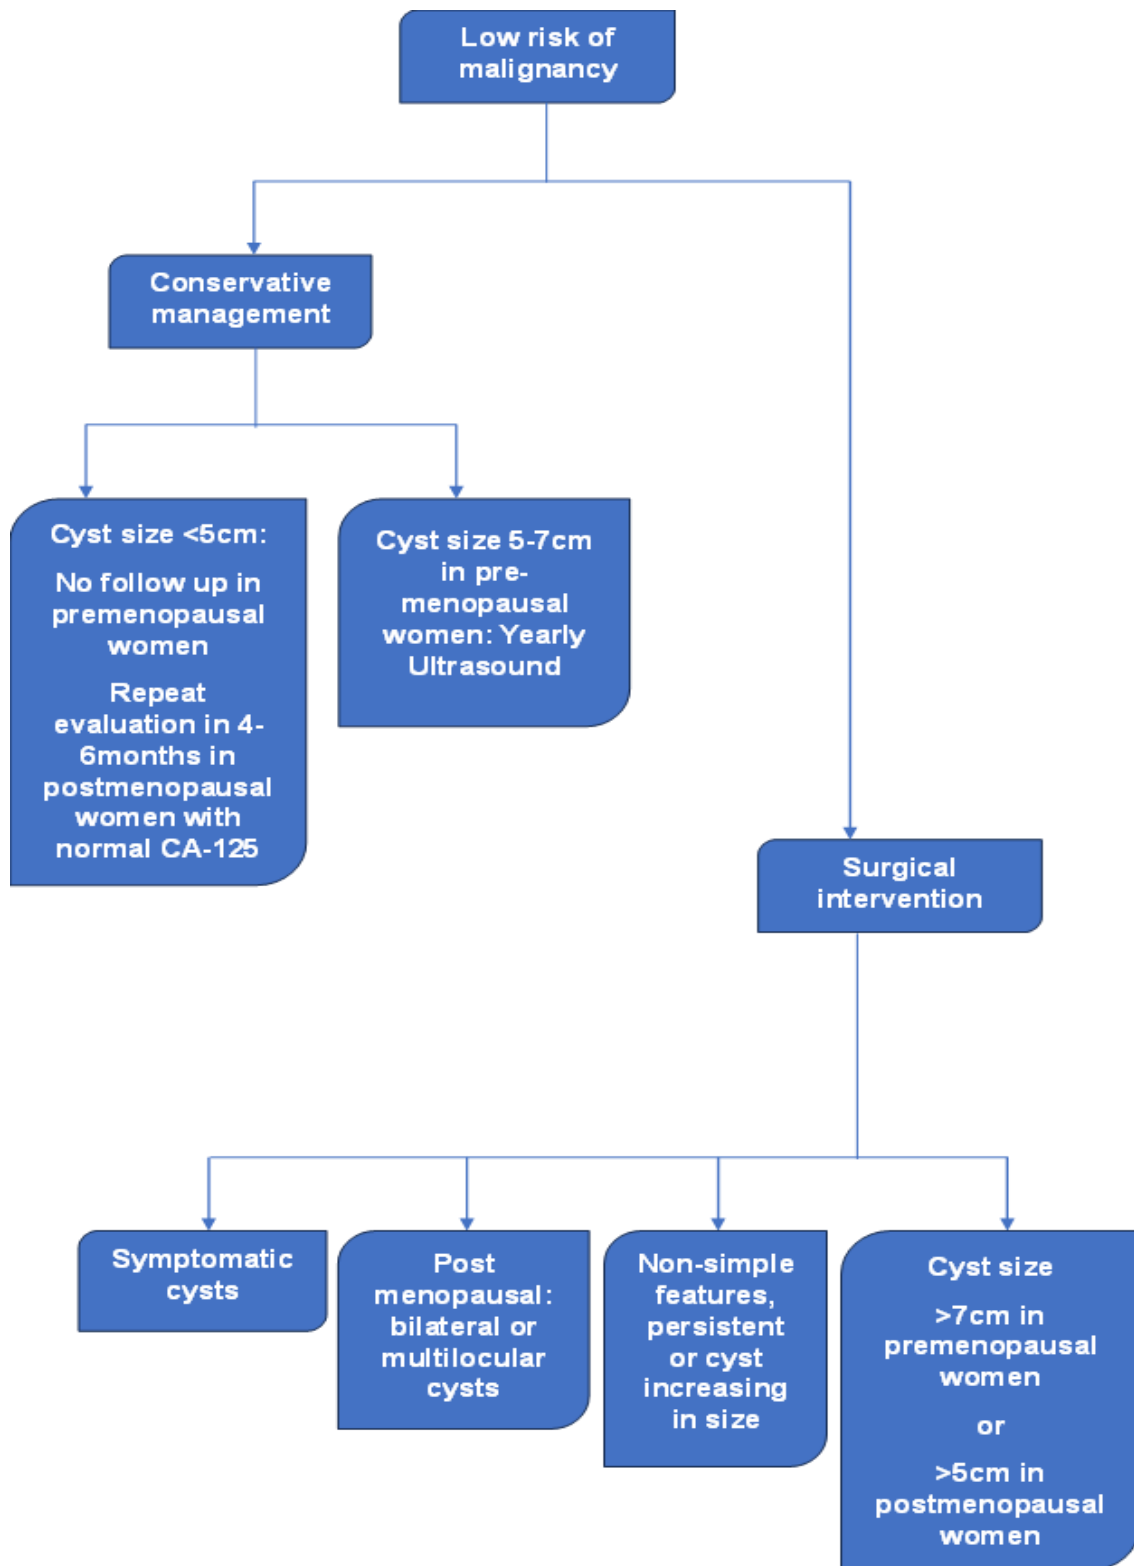 Low risk of
malignancy
Conservative
management
Cyst size <5cm:
No follow up in
premenopausal
women
Repeat
evaluation in 4-
6months in
postmenopausal
women with
normal CA-125
Cyst size 5-7cm
in pre-
menopausal
women: Yearly
Ultrasound
Surgical
intervention
Symptomatic
cysts
Post
menopausal:
bilateral or
multilocular
cysts
Non-simple
features,
persistent
or cyst
increasing
in size
Cyst size
>7cm in
premenopausal
women
or
>5cm in
postmenopausal
women